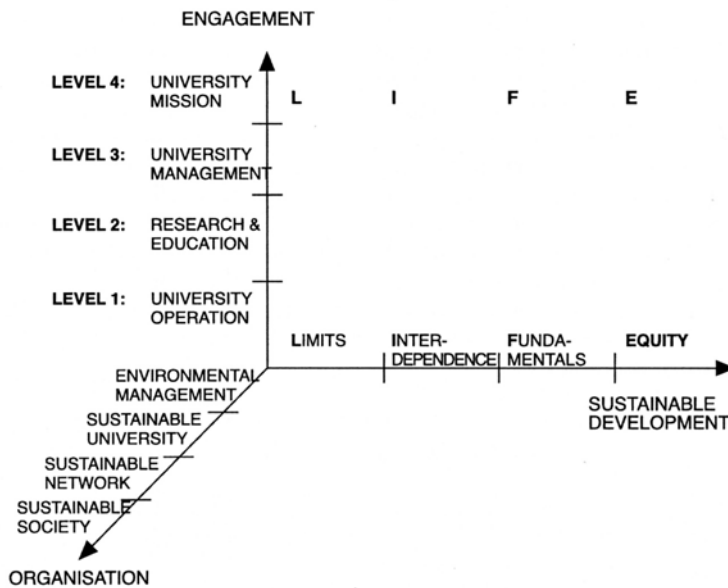 ENGAGEMENT
LEVEL 4: UNIVERSITY
MISSION
L I F E
LEVEL 3: UNIVERSITY
MANAGEMENT
LEVEL 2: RESEARCH &
EDUCATION
LEVEL 1: UNIVERSITY
OPERATION
LIMITS
INTER-
DEPENDENCE
FUNDA-
MENTALS
EQUITY
SUSTAINABLE
DEVELOPMENT
ENVIRONMENTAL
MANAGEMENT
SUSTAINABLE
UNIVERSITY
SUSTAINABLE
NETWORK
SUSTAINABLE
SOCIETY
ORGANISATION